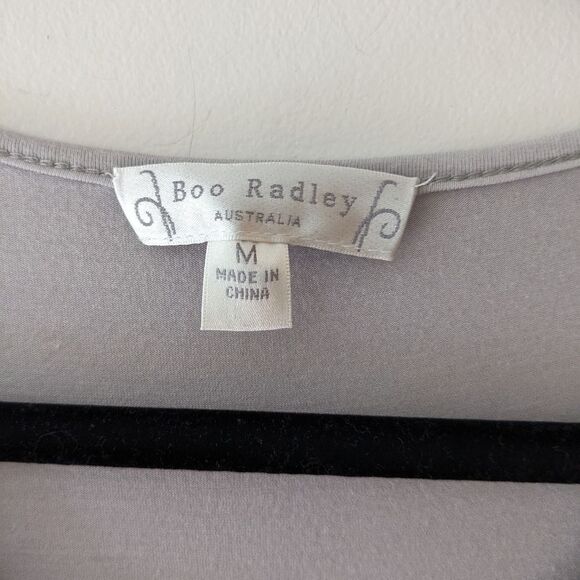 Boo Radley
AUSTRALIA
M
MADE IN
CHINA